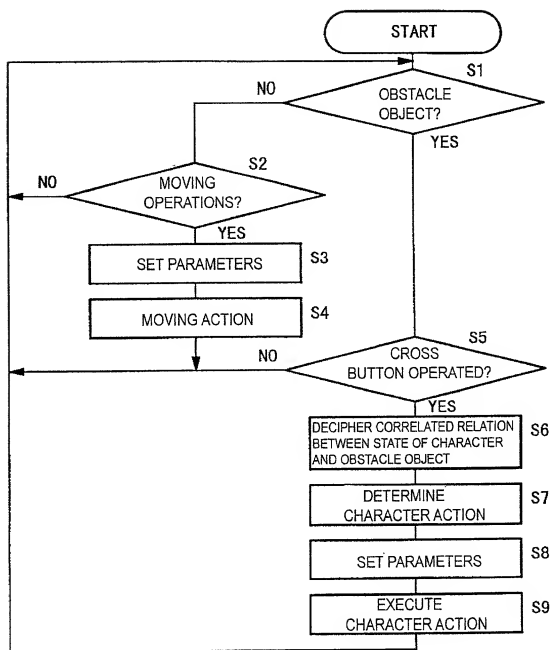 START
S1
NO
OBSTACLE
OBJECT?
YES
S2
NO
MOVING
OPERATIONS?
YES
SET PARAMETERS
S3
MOVING ACTION
S4
S5
NO
CROSS
BUTTON OPERATED?
YES
DECIPHER CORRELATED RELATION
BETWEEN STATE OF CHARACTER
AND OBSTACLE OBJECT
S6
DETERMINE
CHARACTER ACTION
S7
SET PARAMETERS
S8
EXECUTE
CHARACTER ACTION
S9